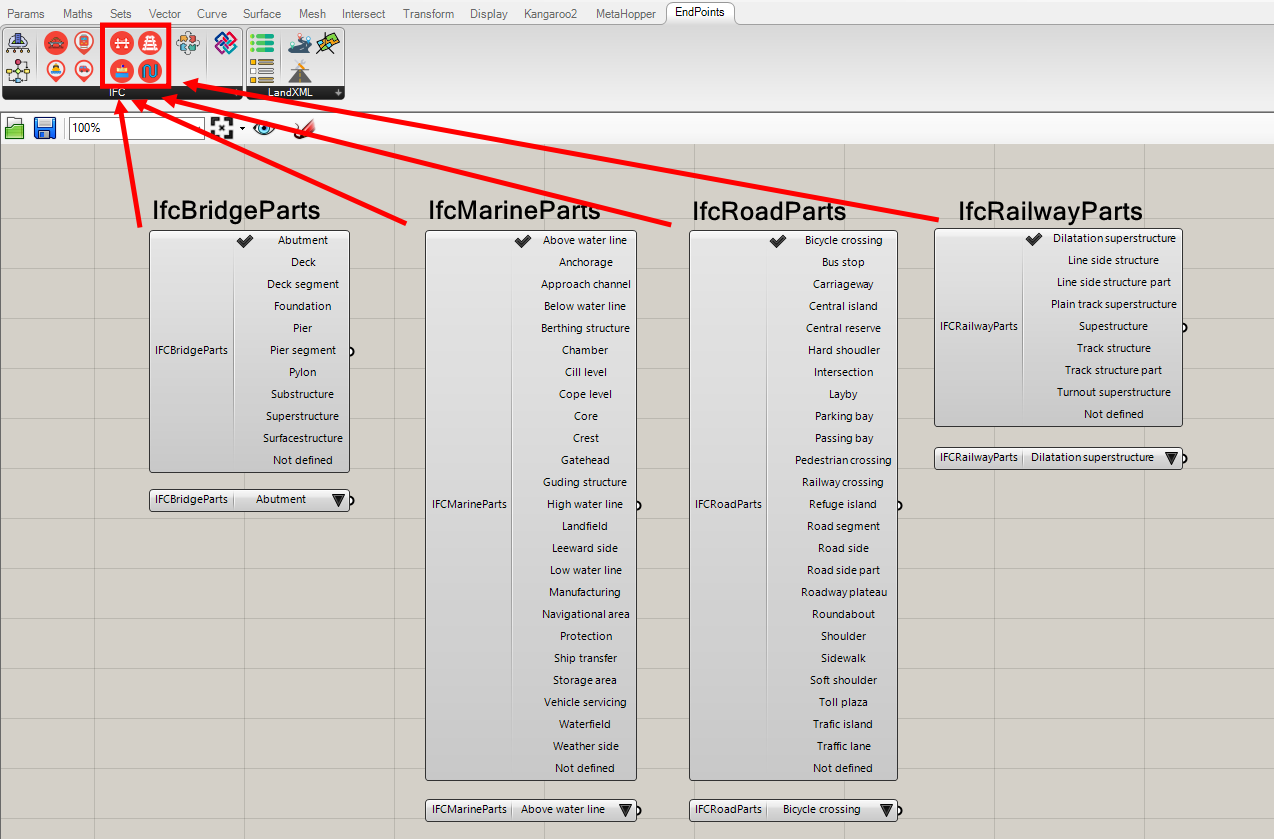 Params Maths Sets Vector Curve Surface Mesh Intersect Transform Display Kangaroo2 MetaHopper EndPoints
IFC
LandXML
100%
IfcBridgeParts
IFCBridgeParts
Abutment
Deck
Deck segment
Foundation
Pier
Pier segment
Pylon
Substructure
Superstructure
Surfacestructure
Not defined
IFCBridgeParts Abutment
IfcMarineParts
IFCMarineParts
Above water line
Anchorage
Approach channel
Below water line
Berthing structure
Chamber
Cill level
Cope level
Core
Crest
Gatehead
Guding structure
High water line
Landfield
Leeward side
Low water line
Manufacturing
Navigational area
Protection
Ship transfer
Storage area
Vehicle servicing
Waterfield
Weather side
Not defined
IFCMarineParts Above water line
IfcRoadParts
IFCRoadParts
Bicycle crossing
Bus stop
Carriageway
Central island
Central reserve
Hard shoudler
Intersection
Layby
Parking bay
Passing bay
Pedestrian crossing
Railway crossing
Refuge island
Road segment
Road side
Road side part
Roadway plateau
Roundabout
Shoulder
Sidewalk
Soft shoulder
Toll plaza
Trafic island
Traffic lane
Not defined
IFCRoadParts Bicycle crossing
IfcRailwayParts
IFCRailwayParts
Dilatation superstructure
Line side structure
Line side structure part
Plain track superstructure
Supestructure
Track structure
Track structure part
Turnout superstructure
Not defined
IFCRailwayParts Dilatation superstructure